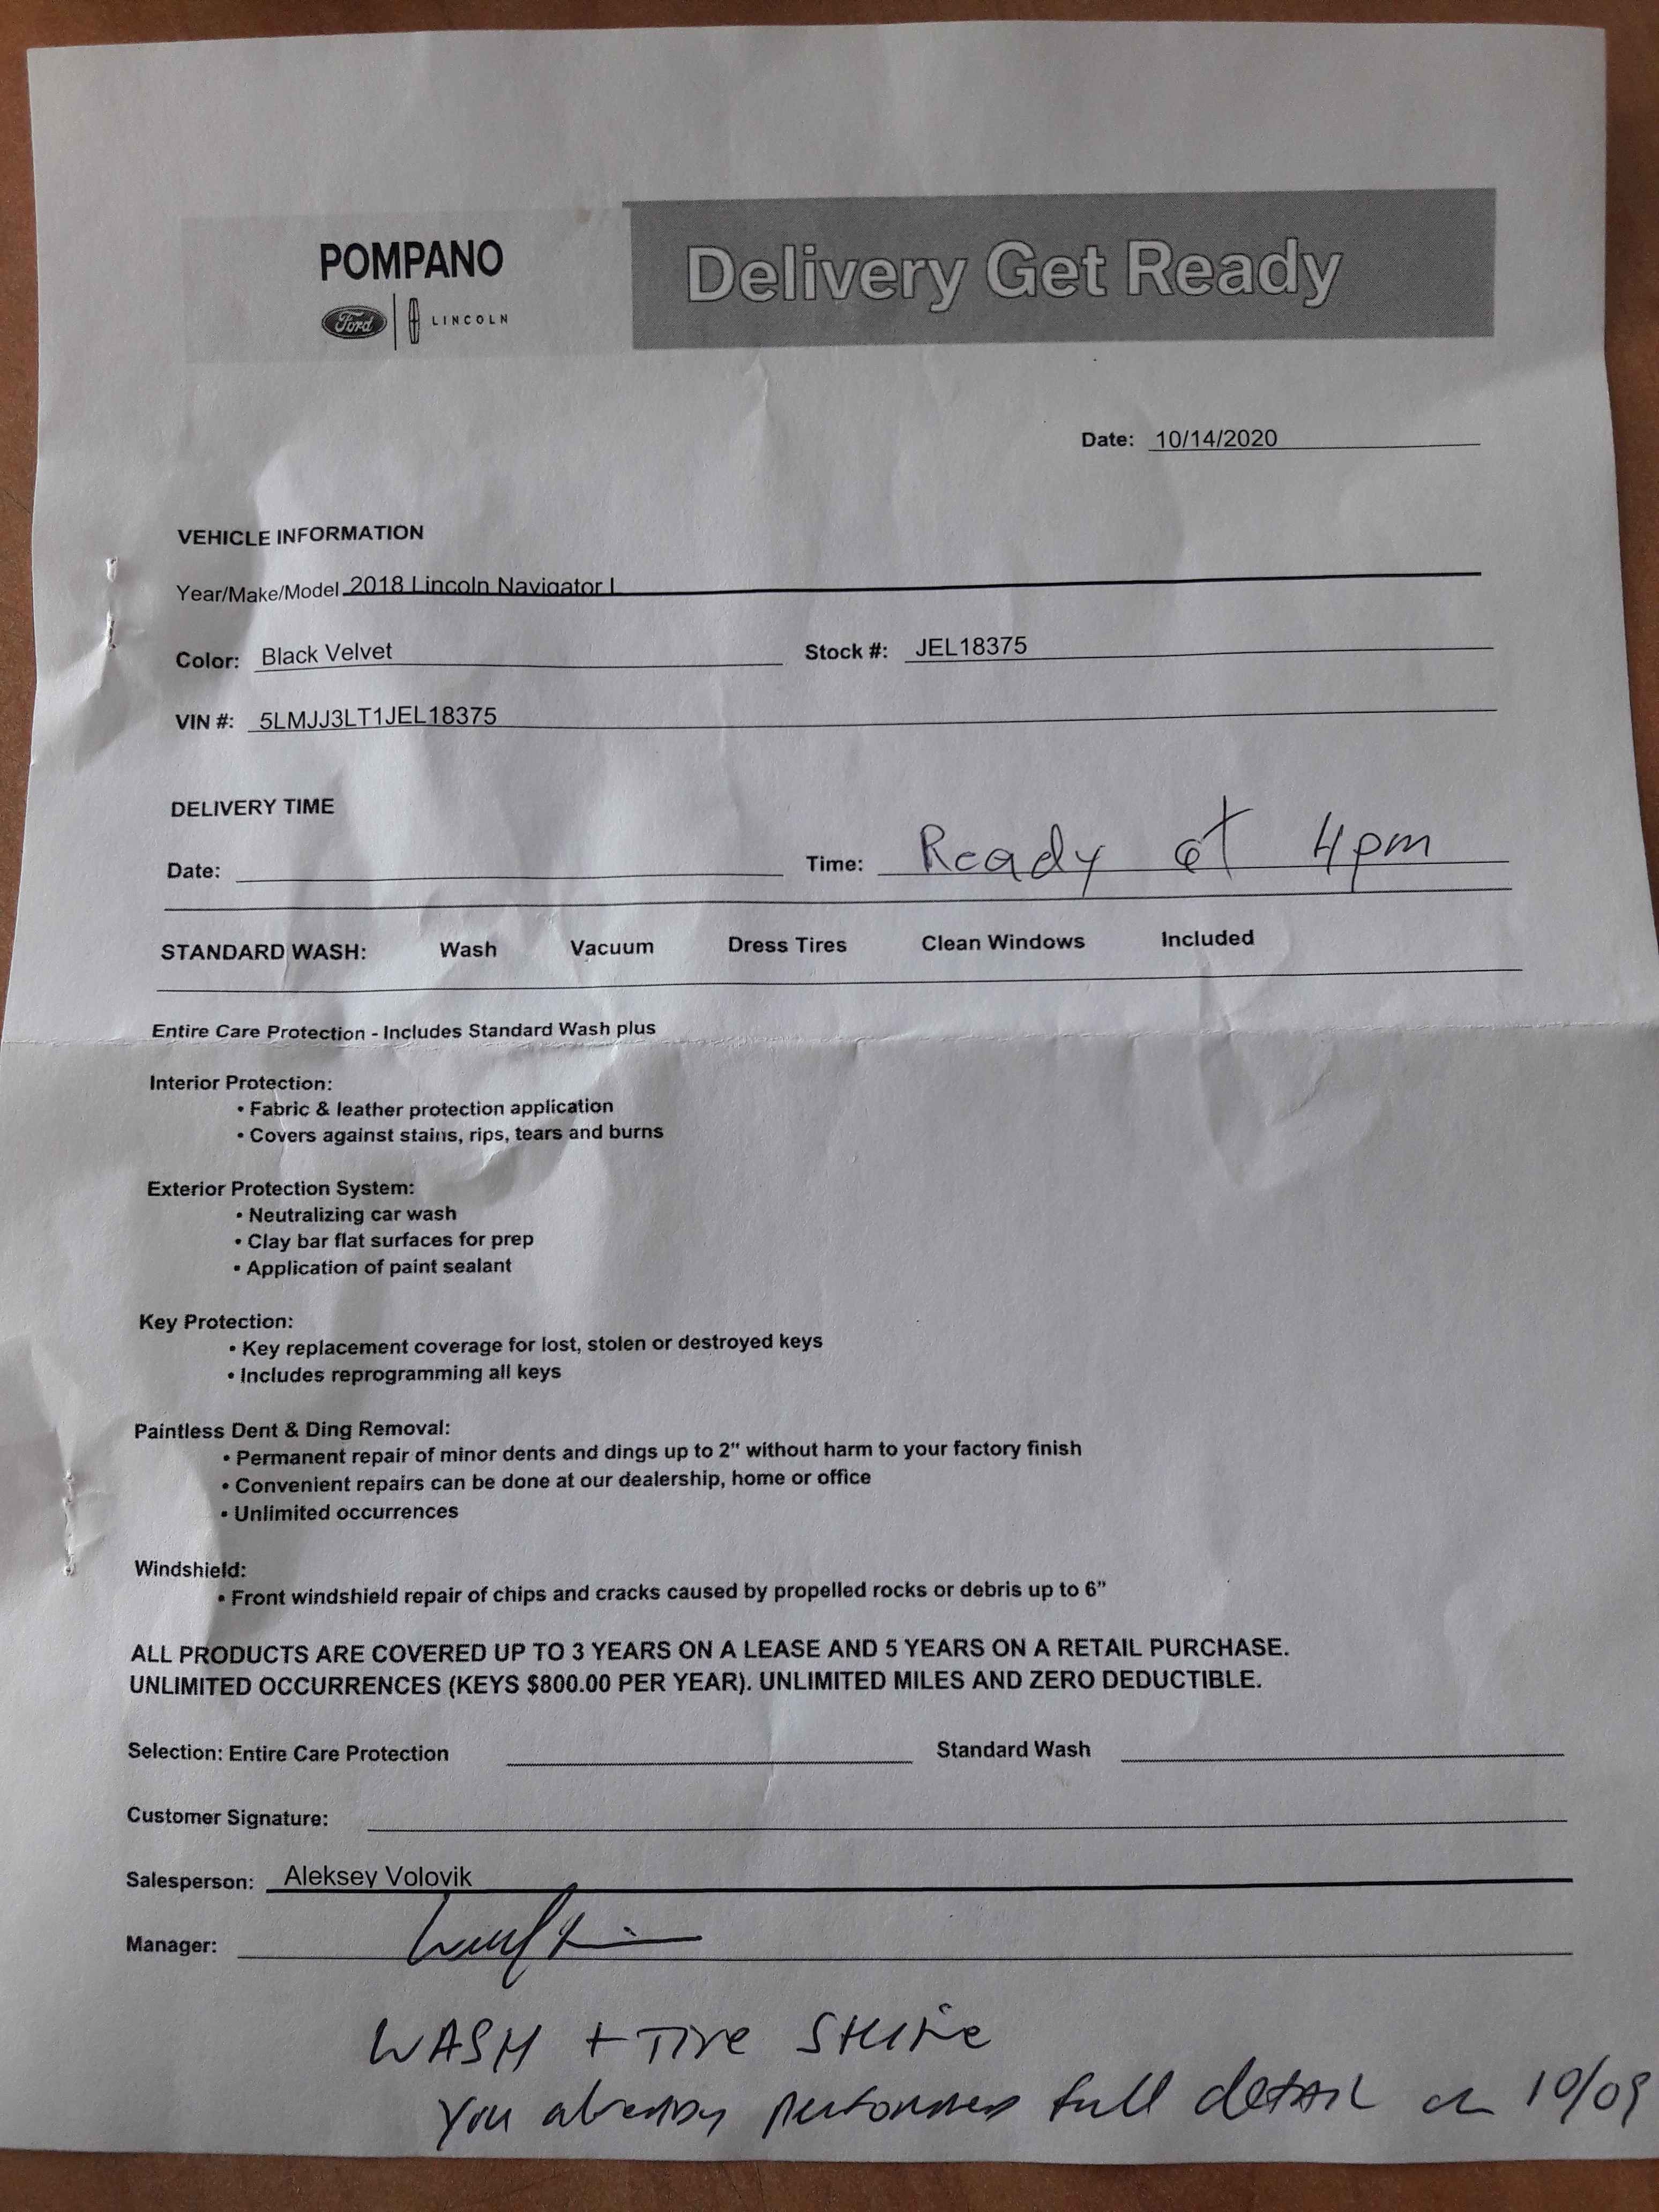 POMPANO
Ford | LINCOLN
Delivery Get Ready
Date: 10/14/2020
VEHICLE INFORMATION
Year/Make/Model 2018 Lincoln Navigator L
Color: Black Velvet Stock #: JEL18375
VIN #: 5LMJJ3LT1JEL18375
DELIVERY TIME
Date: Time: Ready at 4pm
STANDARD WASH: Wash Vacuum Dress Tires Clean Windows Included
Entire Care Protection - Includes Standard Wash plus
Interior Protection:
• Fabric & leather protection application
• Covers against stains, rips, tears and burns
Exterior Protection System:
• Neutralizing car wash
• Clay bar flat surfaces for prep
• Application of paint sealant
Key Protection:
• Key replacement coverage for lost, stolen or destroyed keys
• Includes reprogramming all keys
Paintless Dent & Ding Removal:
• Permanent repair of minor dents and dings up to 2" without harm to your factory finish
• Convenient repairs can be done at our dealership, home or office
• Unlimited occurrences
Windshield:
• Front windshield repair of chips and cracks caused by propelled rocks or debris up to 6"
ALL PRODUCTS ARE COVERED UP TO 3 YEARS ON A LEASE AND 5 YEARS ON A RETAIL PURCHASE.
UNLIMITED OCCURRENCES (KEYS $800.00 PER YEAR). UNLIMITED MILES AND ZERO DEDUCTIBLE.
Selection: Entire Care Protection Standard Wash
Customer Signature:
Salesperson: Aleksey Volovik
Manager:
WASH + Tire SHine
You already performed full detail on 10/09